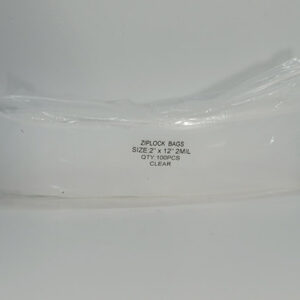 ZIPLOCK BAGS
SIZE:2" x 12" 2MIL
QTY:100PCS
CLEAR